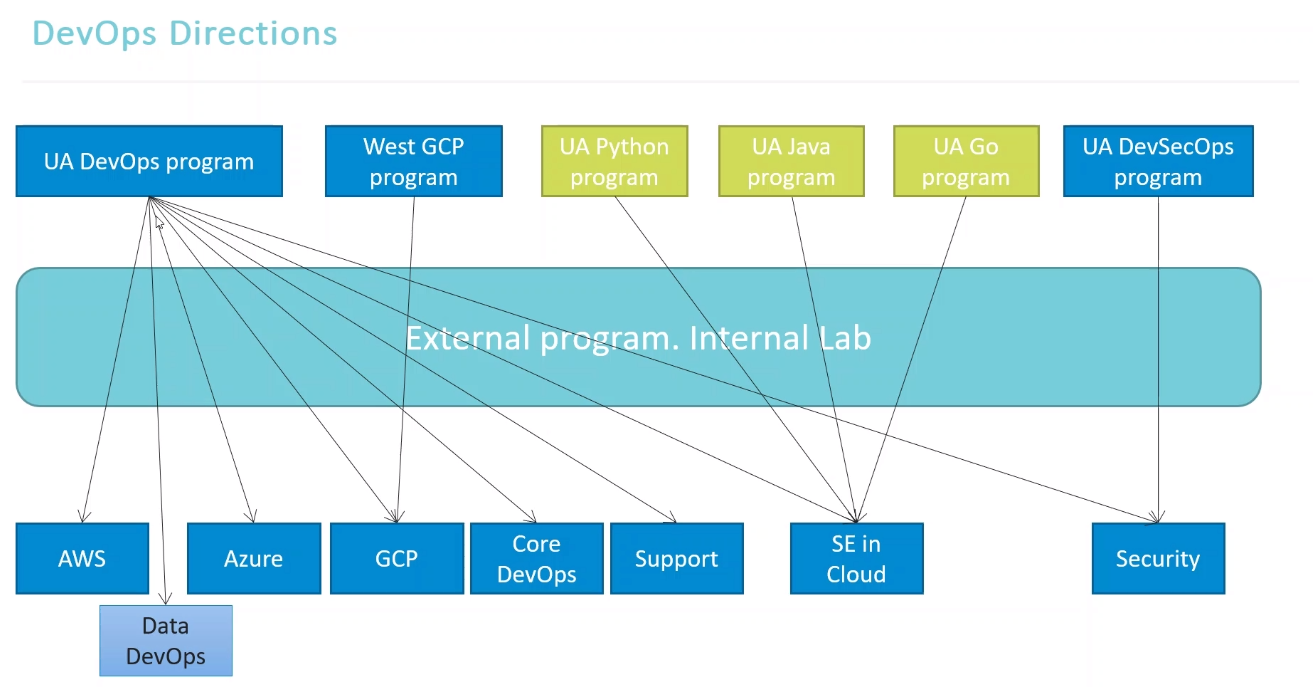 DevOps Directions
UA DevOps program
West GCP
program
UA Python
program
UA Java
program
UA Go
program
UA DevSecOps
program
External program. Internal Lab
AWS
Azure
GCP
Core
DevOps
Support
SE in
Cloud
Security
Data
DevOps